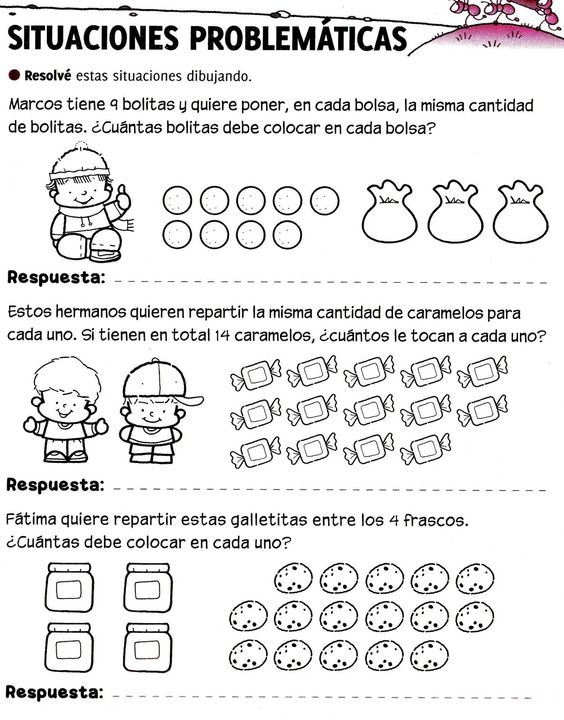 SITUACIONES PROBLEMÁTICAS
Resolvé estas situaciones dibujando.
Marcos tiene 9 bolitas y quiere poner, en cada bolsa, la misma cantidad
de bolitas. ¿Cuántas bolitas debe colocar en cada bolsa?
Respuesta:
Estos hermanos quieren repartir la misma cantidad de caramelos para
cada uno. Si tienen en total 14 caramelos, ¿cuántos le tocan a cada uno?
Respuesta:
Fátima quiere repartir estas galletitas entre los 4 frascos.
¿Cuántas debe colocar en cada uno?
Respuesta: